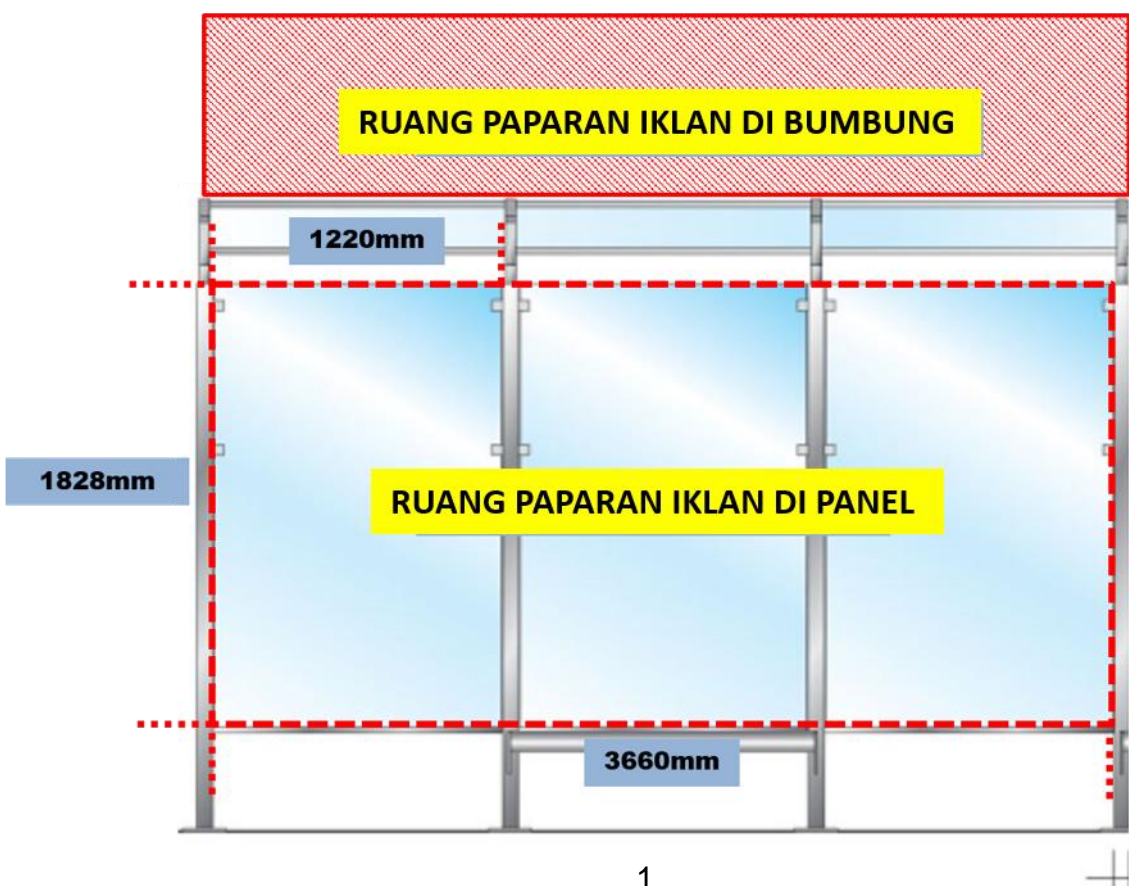 RUANG PAPARAN IKLAN DI BUMBUNG
1220mm
1828mm
RUANG PAPARAN IKLAN DI PANEL
3660mm
1